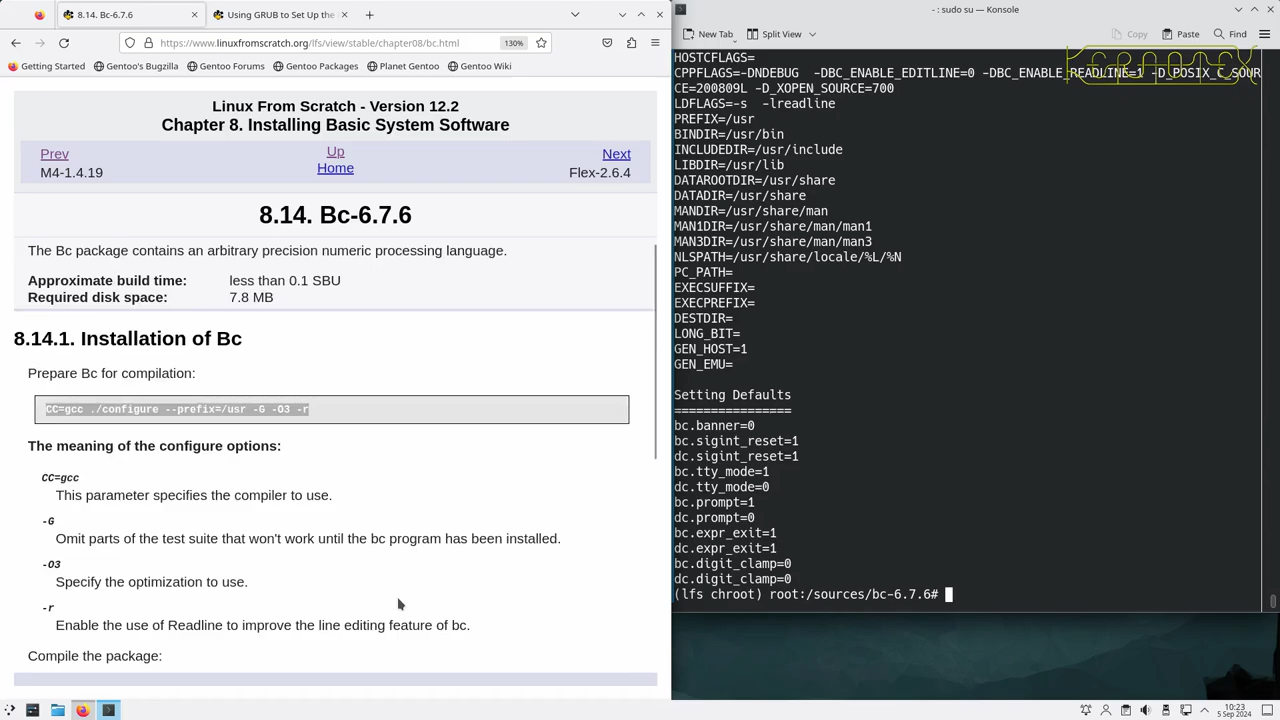 8.14. Bc-6.7.6
Using GRUB to Set Up the
https://www.linuxfromscratch.org/lfs/view/stable/chapter08/bc.html
130%
Getting Started
Gentoo's Bugzilla
Gentoo Forums
Gentoo Packages
Planet Gentoo
Gentoo Wiki
Linux From Scratch - Version 12.2
Chapter 8. Installing Basic System Software
Prev
Up
Next
M4-1.4.19
Home
Flex-2.6.4
8.14. Bc-6.7.6
The Bc package contains an arbitrary precision numeric processing language.
Approximate build time: less than 0.1 SBU
Required disk space: 7.8 MB
8.14.1. Installation of Bc
Prepare Bc for compilation:
CC=gcc ./configure --prefix=/usr -G -O3 -r
The meaning of the configure options:
CC=gcc
This parameter specifies the compiler to use.
-G
Omit parts of the test suite that won't work until the bc program has been installed.
-O3
Specify the optimization to use.
-r
Enable the use of Readline to improve the line editing feature of bc.
Compile the package:
- : sudo su — Konsole
New Tab
Split View
Copy
Paste
Find
HOSTCFLAGS=
CPPFLAGS=-DNDEBUG  -DBC_ENABLE_EDITLINE=0 -DBC_ENABLE_READLINE=1 -D_POSIX_C_SOUR
CE=200809L -D_XOPEN_SOURCE=700
LDFLAGS=-s  -lreadline
PREFIX=/usr
BINDIR=/usr/bin
INCLUDEDIR=/usr/include
LIBDIR=/usr/lib
DATAROOTDIR=/usr/share
DATADIR=/usr/share
MANDIR=/usr/share/man
MAN1DIR=/usr/share/man/man1
MAN3DIR=/usr/share/man/man3
NLSPATH=/usr/share/locale/%L/%N
PC_PATH=
EXECSUFFIX=
EXECPREFIX=
DESTDIR=
LONG_BIT=
GEN_HOST=1
GEN_EMU=
Setting Defaults
================
bc.banner=0
bc.sigint_reset=1
dc.sigint_reset=1
bc.tty_mode=1
dc.tty_mode=0
bc.prompt=1
dc.prompt=0
bc.expr_exit=1
dc.expr_exit=1
bc.digit_clamp=0
dc.digit_clamp=0
(lfs chroot) root:/sources/bc-6.7.6#
10:23
5 Sep 2024